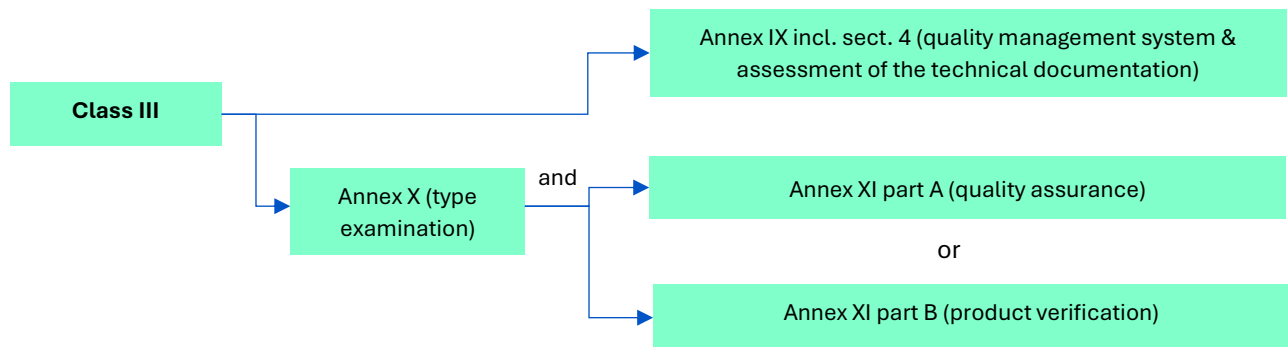 Annex IX incl. sect. 4 (quality management system &
assessment of the technical documentation)
Class III
Annex X (type
examination)
and
Annex XI part A (quality assurance)
or
Annex XI part B (product verification)